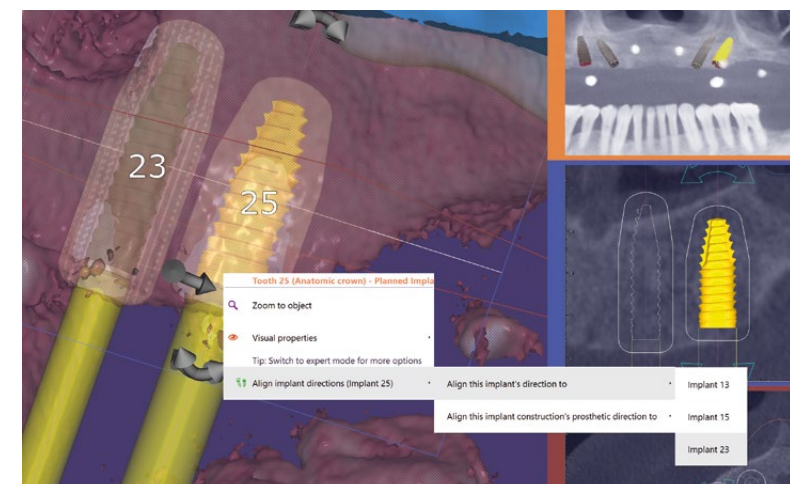 23
25
Tooth 25 (Anatomic crown) - Planned
Zoom to object
Visual properties
Tip: Switch to expert mode for more options
Align implant directions (Implant 25)
Align this implant's direction to
Align this implant construction's prosthetic direction to
Implant 13
Implant 15
Implant 23